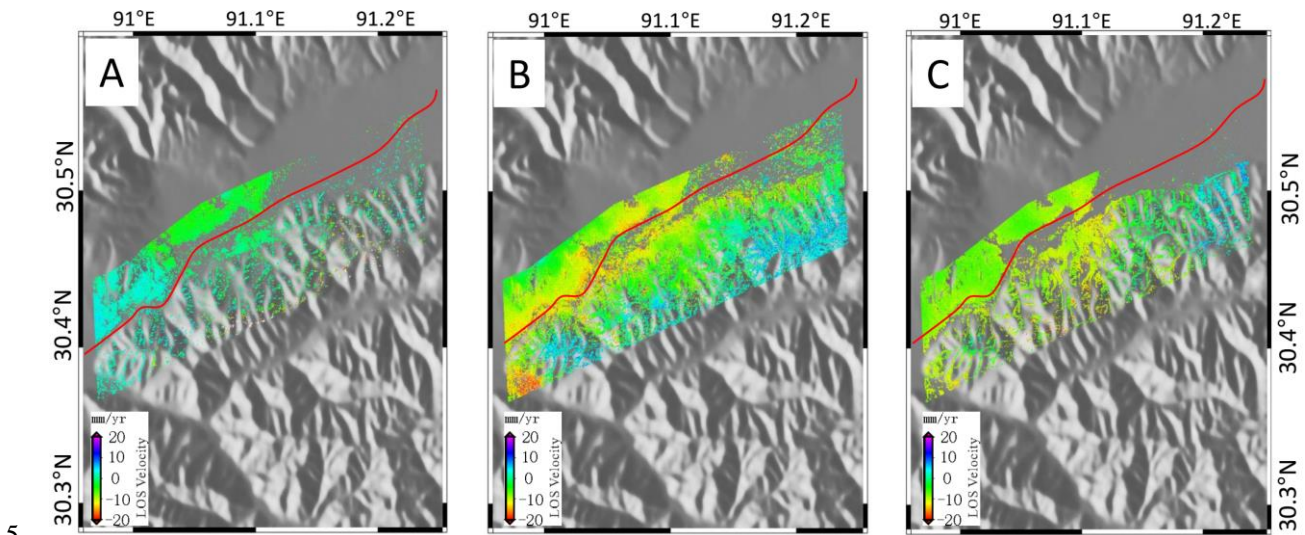 91°E 91.1°E 91.2°E 91°E 91.1°E 91.2°E 91°E 91.1°E 91.2°E
A B C
30.5°N 30.5°N
30.4°N 30.4°N
30.3°N 30.3°N
mm/yr mm/yr mm/yr
20 20 20
10 10 10
0 0 0
-10 -10 -10
-20 -20 -20
LOS Velocity LOS Velocity LOS Velocity
5